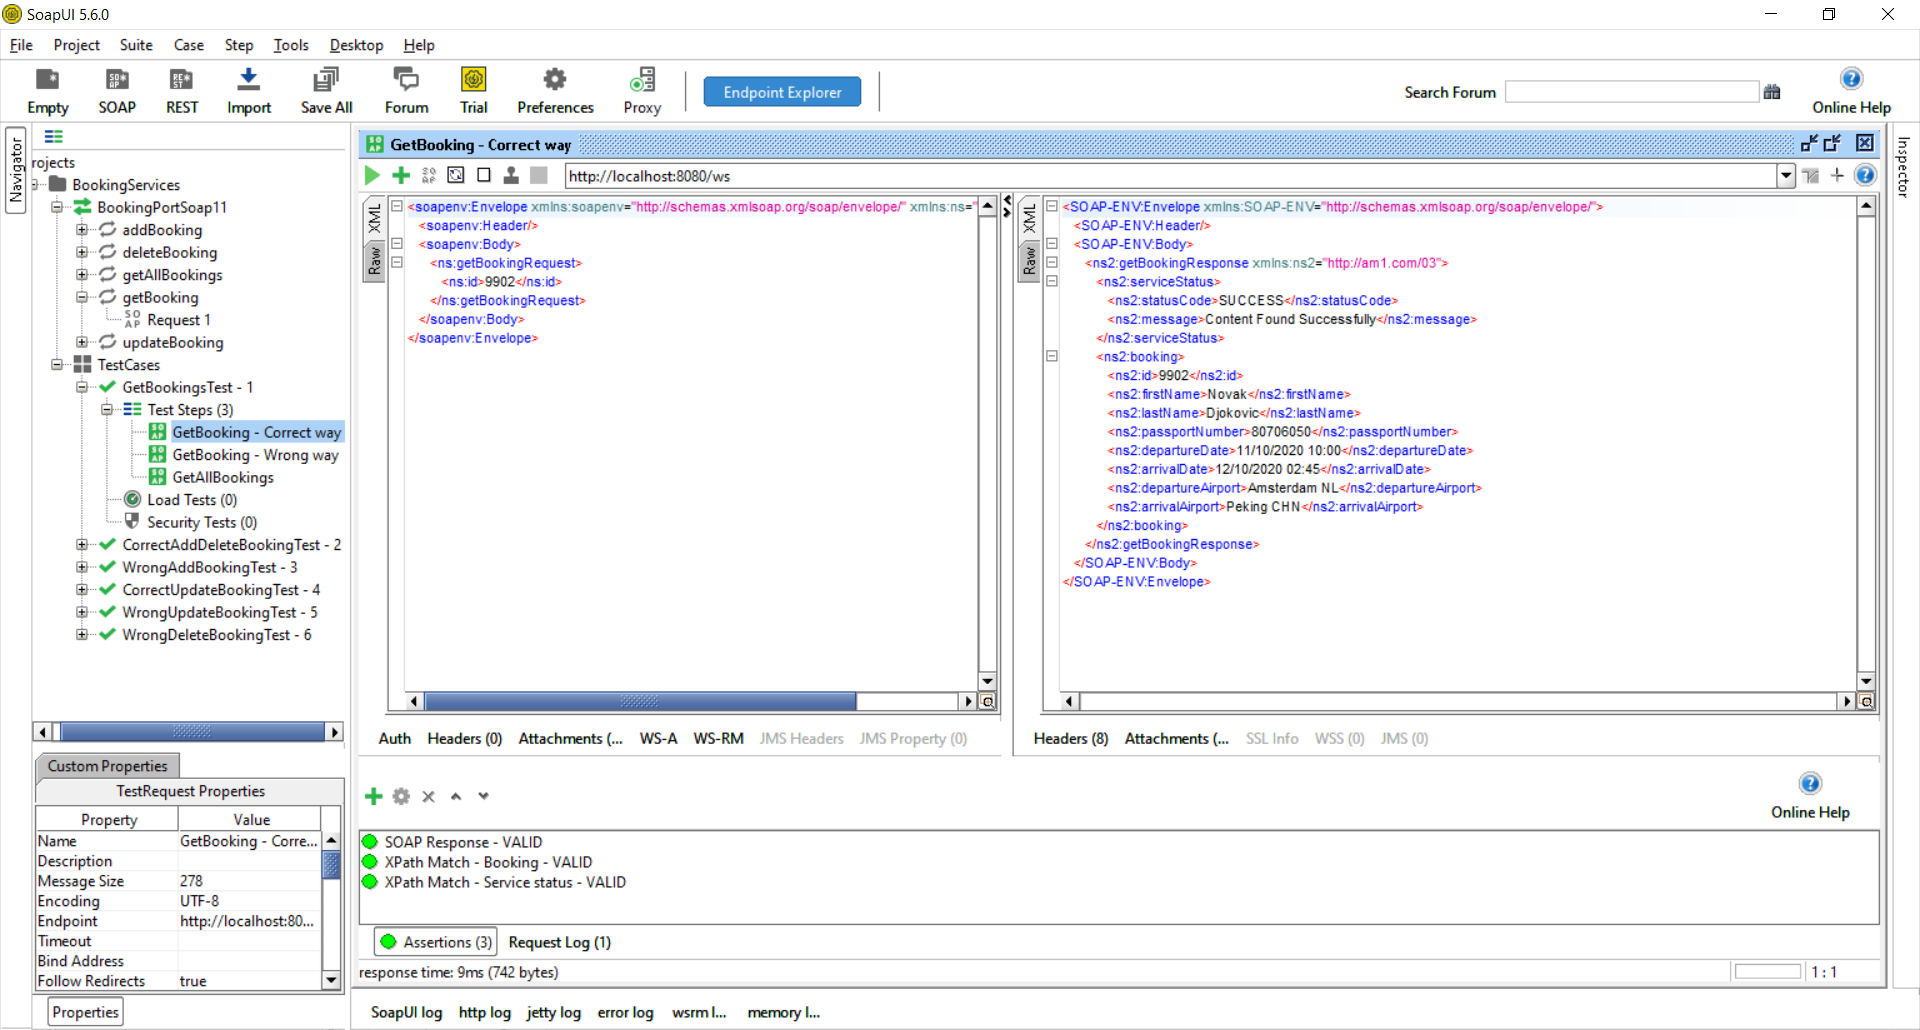 SoapUI 5.6.0
File Project Suite Case Step Tools Desktop Help
Empty SOAP REST Import Save All Forum Trial Preferences Proxy Endpoint Explorer Search Forum Online Help
Navigator
rojects
BookingServices
BookingPortSoap11
addBooking
deleteBooking
getAllBookings
getBooking
Request 1
updateBooking
TestCases
GetBookingsTest - 1
Test Steps (3)
GetBooking - Correct way
GetBooking - Wrong way
GetAllBookings
Load Tests (0)
Security Tests (0)
CorrectAddDeleteBookingTest - 2
WrongAddBookingTest - 3
CorrectUpdateBookingTest - 4
WrongUpdateBookingTest - 5
WrongDeleteBookingTest - 6
Custom Properties
TestRequest Properties
Property Value
Name GetBooking - Corre...
Description
Message Size 278
Encoding UTF-8
Endpoint http://localhost:80...
Timeout
Bind Address
Follow Redirects true
Properties
GetBooking - Correct way
http://localhost:8080/ws
XML
Raw
<soapenv:Envelope xmlns:soapenv="http://schemas.xmlsoap.org/soap/envelope/" xmlns:ns="
<soapenv:Header/>
<soapenv:Body>
<ns:getBookingRequest>
<ns:id>9902</ns:id>
</ns:getBookingRequest>
</soapenv:Body>
</soapenv:Envelope>
Auth Headers (0) Attachments (... WS-A WS-RM JMS Headers JMS Property (0)
XML
Raw
<SOAP-ENV:Envelope xmlns:SOAP-ENV="http://schemas.xmlsoap.org/soap/envelope/">
<SOAP-ENV:Header/>
<SOAP-ENV:Body>
<ns2:getBookingResponse xmlns:ns2="http://am1.com/03">
<ns2:serviceStatus>
<ns2:statusCode>SUCCESS</ns2:statusCode>
<ns2:message>Content Found Successfully</ns2:message>
</ns2:serviceStatus>
<ns2:booking>
<ns2:id>9902</ns2:id>
<ns2:firstName>Novak</ns2:firstName>
<ns2:lastName>Djokovic</ns2:lastName>
<ns2:passportNumber>80706050</ns2:passportNumber>
<ns2:departureDate>11/10/2020 10:00</ns2:departureDate>
<ns2:arrivalDate>12/10/2020 02:45</ns2:arrivalDate>
<ns2:departureAirport>Amsterdam NL</ns2:departureAirport>
<ns2:arrivalAirport>Peking CHN</ns2:arrivalAirport>
</ns2:booking>
</ns2:getBookingResponse>
</SOAP-ENV:Body>
</SOAP-ENV:Envelope>
Headers (8) Attachments (... SSL Info WSS (0) JMS (0)
Online Help
SOAP Response - VALID
XPath Match - Booking - VALID
XPath Match - Service status - VALID
Assertions (3) Request Log (1)
response time: 9ms (742 bytes) 1 : 1
SoapUI log http log jetty log error log wsrm l... memory l...
Inspector